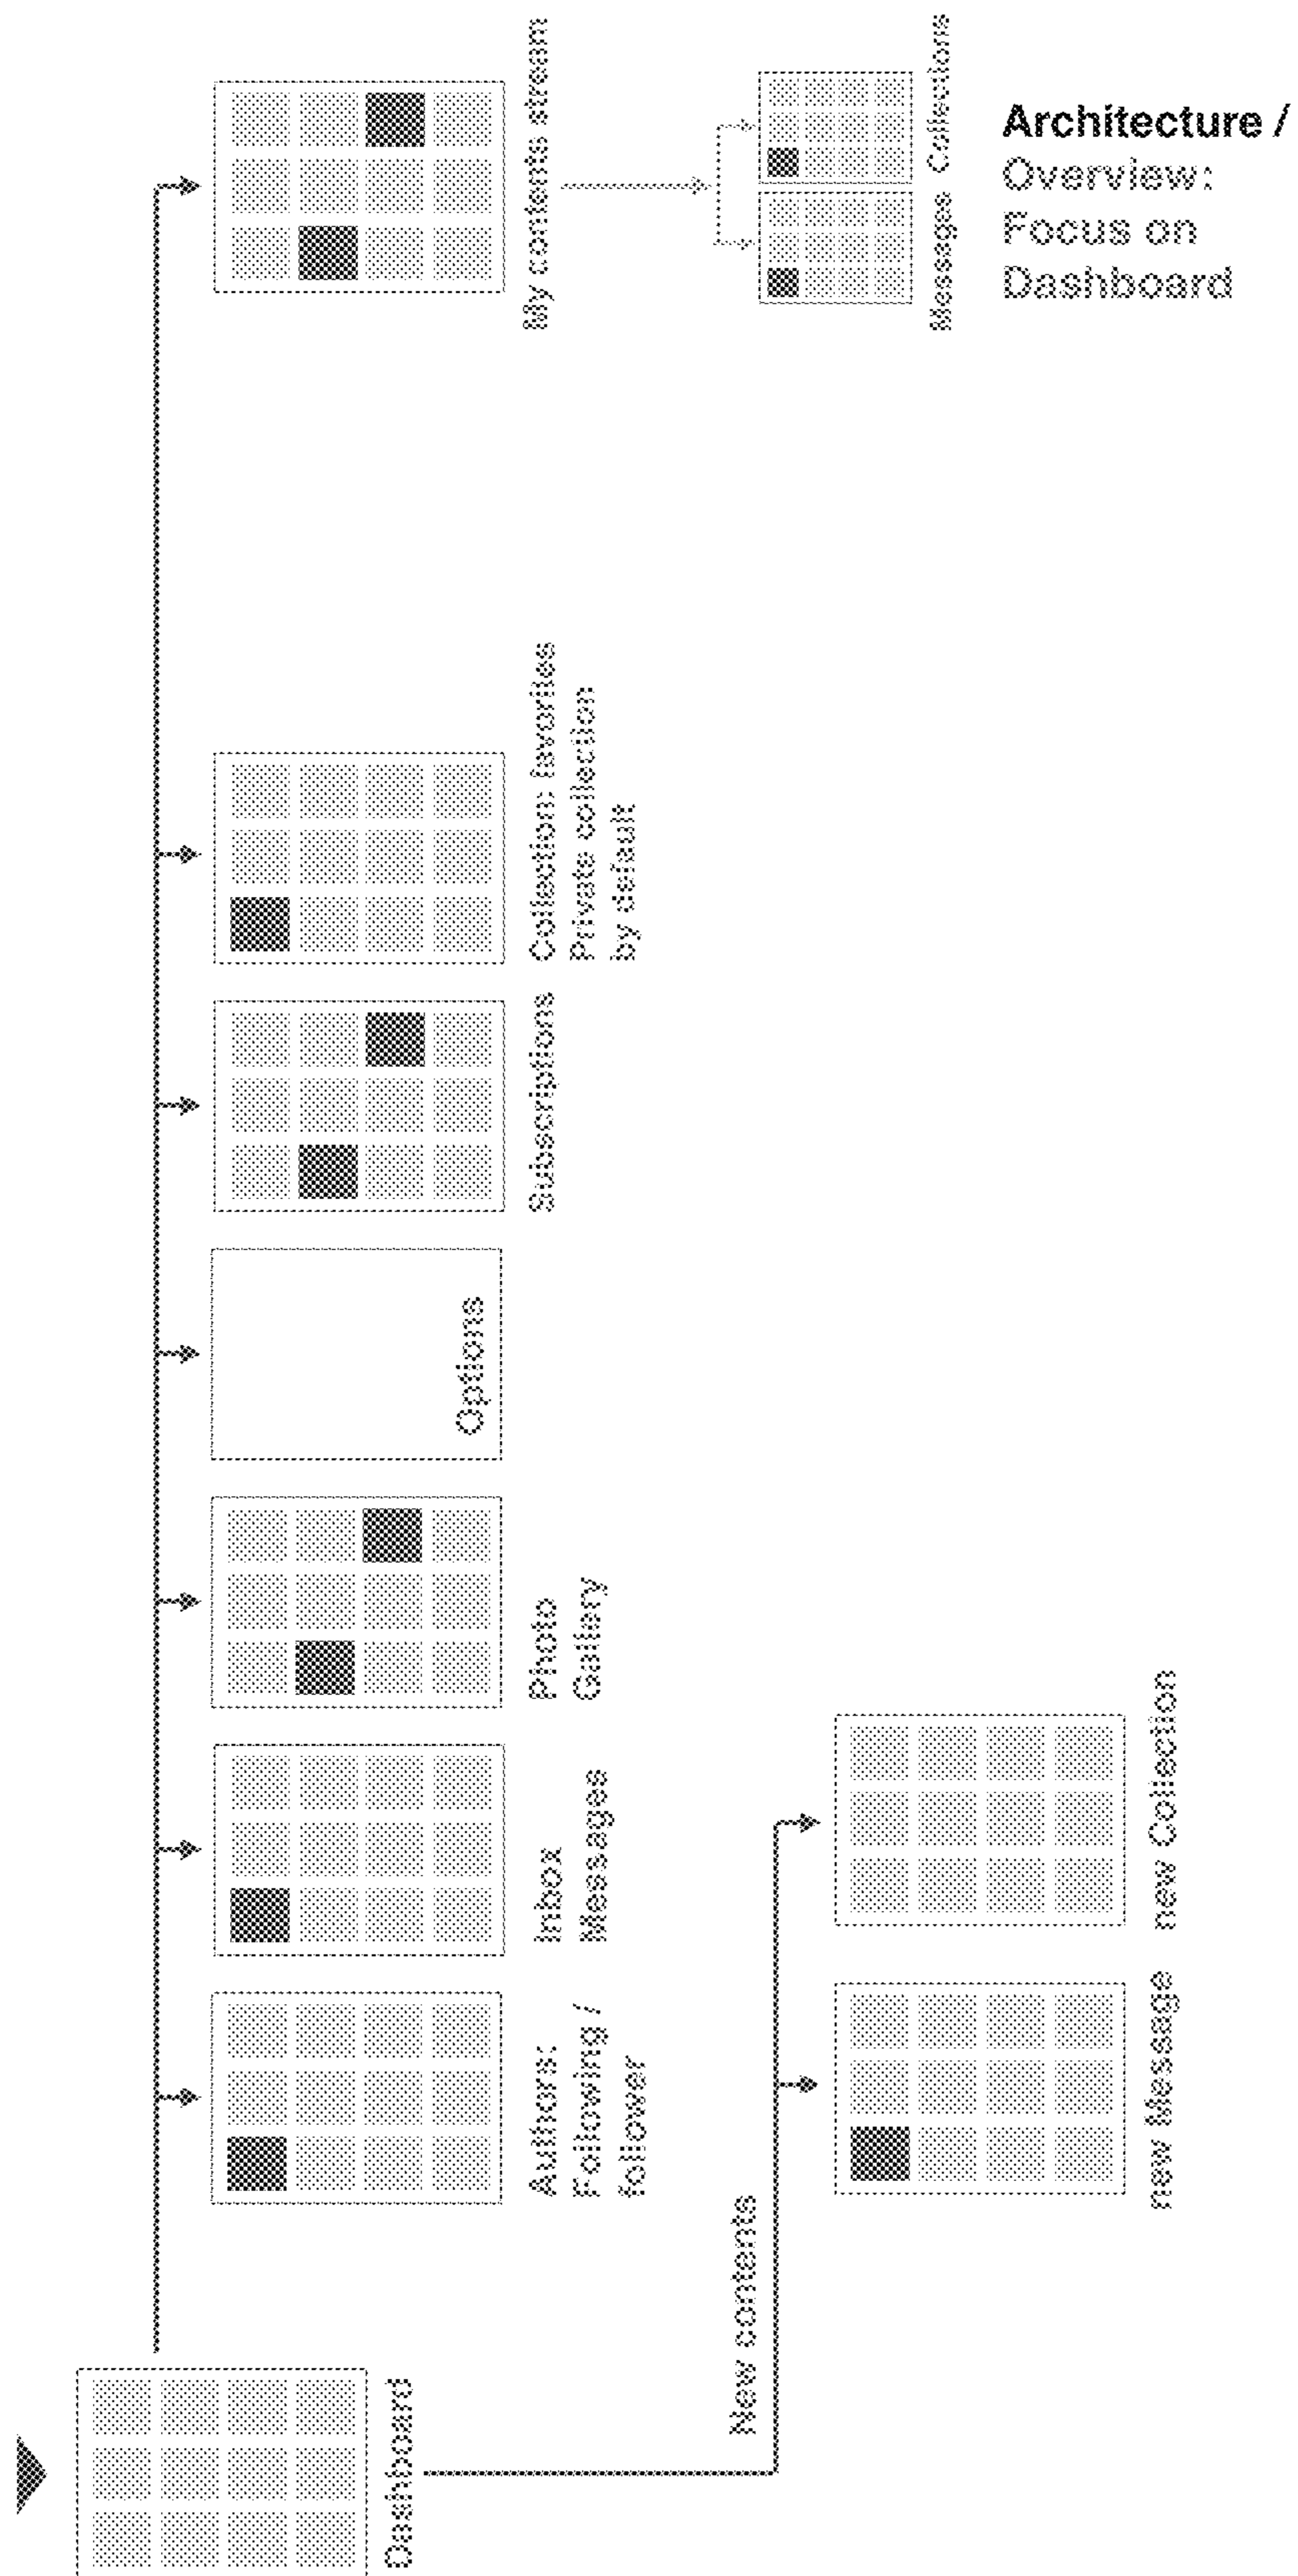 Architecture /
Overview:
Focus on
Dashboard
Dashboard
Authors:
Following /
follower
Inbox
Messages
Photo
Gallery
Options
Subscriptions
Collection: favorites
Private collection
by default
My contents stream
Messages
Collections
New contents
new Message
new Collection